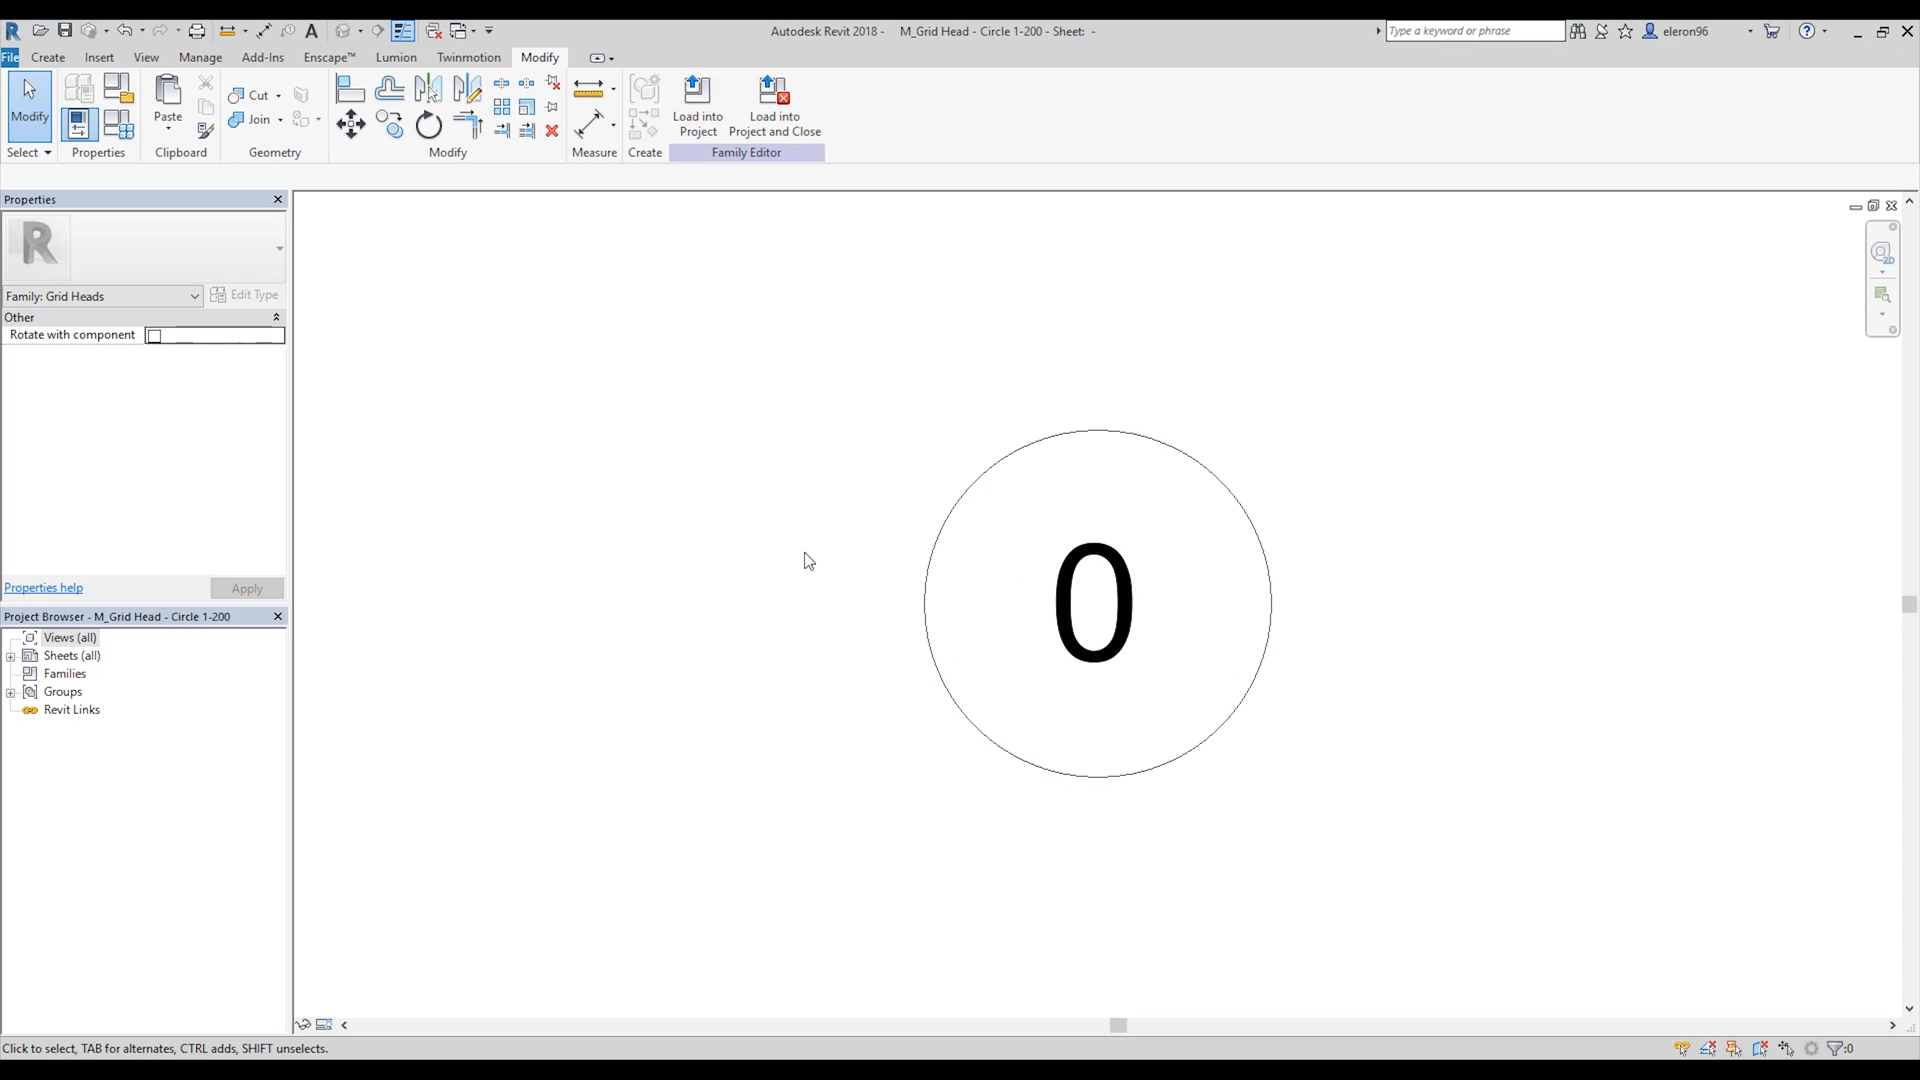 Autodesk Revit 2018 - M_Grid Head - Circle 1-200 - Sheet: -
Type a keyword or phrase
eleron96
File Create Insert View Manage Add-Ins Enscape™ Lumion Twinmotion Modify
Modify
Paste
Cut
Join
Load into Project
Load into Project and Close
Select Properties Clipboard Geometry Modify Measure Create Family Editor
Properties
R
Family: Grid Heads
Edit Type
Other
Rotate with component
2D
0
Properties help
Apply
Project Browser - M_Grid Head - Circle 1-200
Views (all)
Sheets (all)
Families
Groups
Revit Links
Click to select, TAB for alternates, CTRL adds, SHIFT unselects.
:0